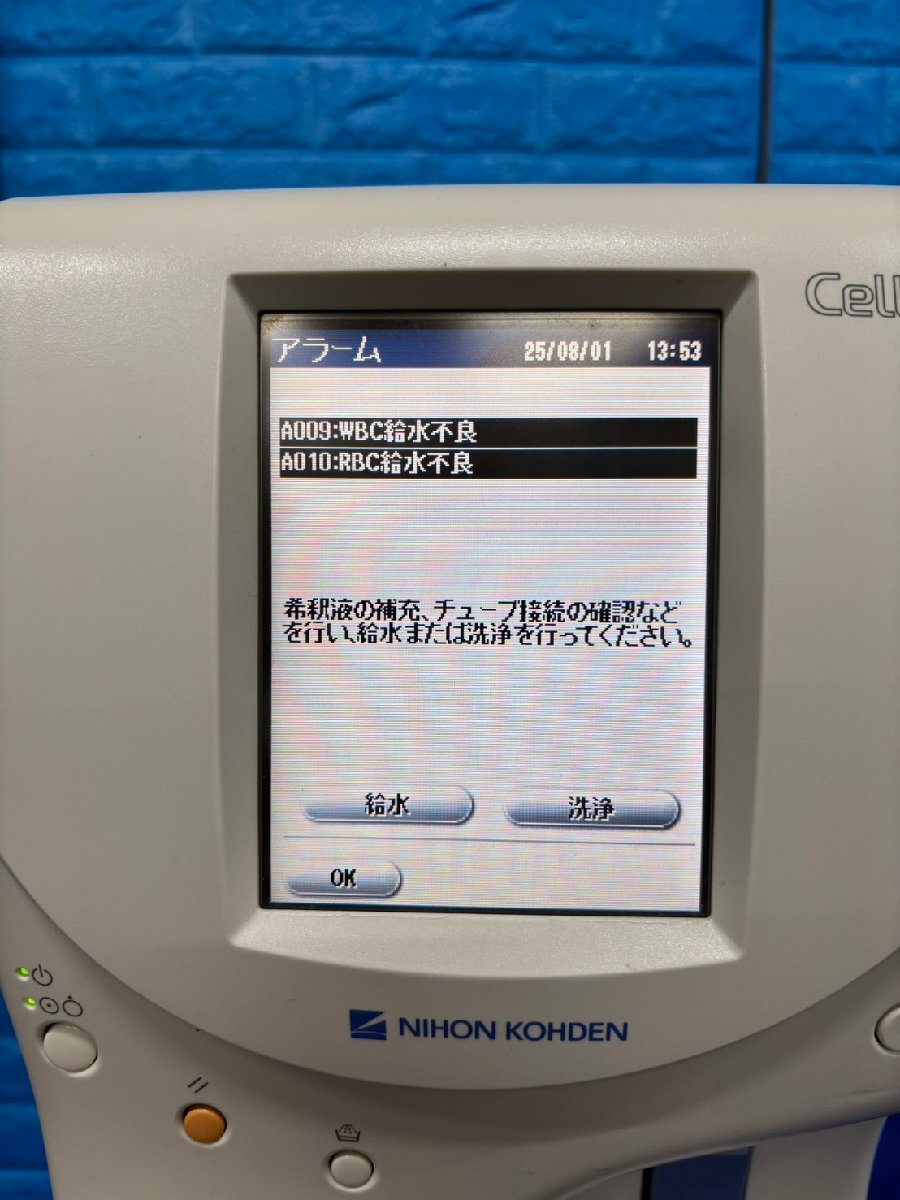 Cell
アラーム 25/08/01 13:53
A009:WBC給水不良
A010:RBC給水不良
希釈液の補充、チューブ接続の確認など
を行い、給水または洗浄を行ってください。
給水 洗浄
OK
NIHON KOHDEN